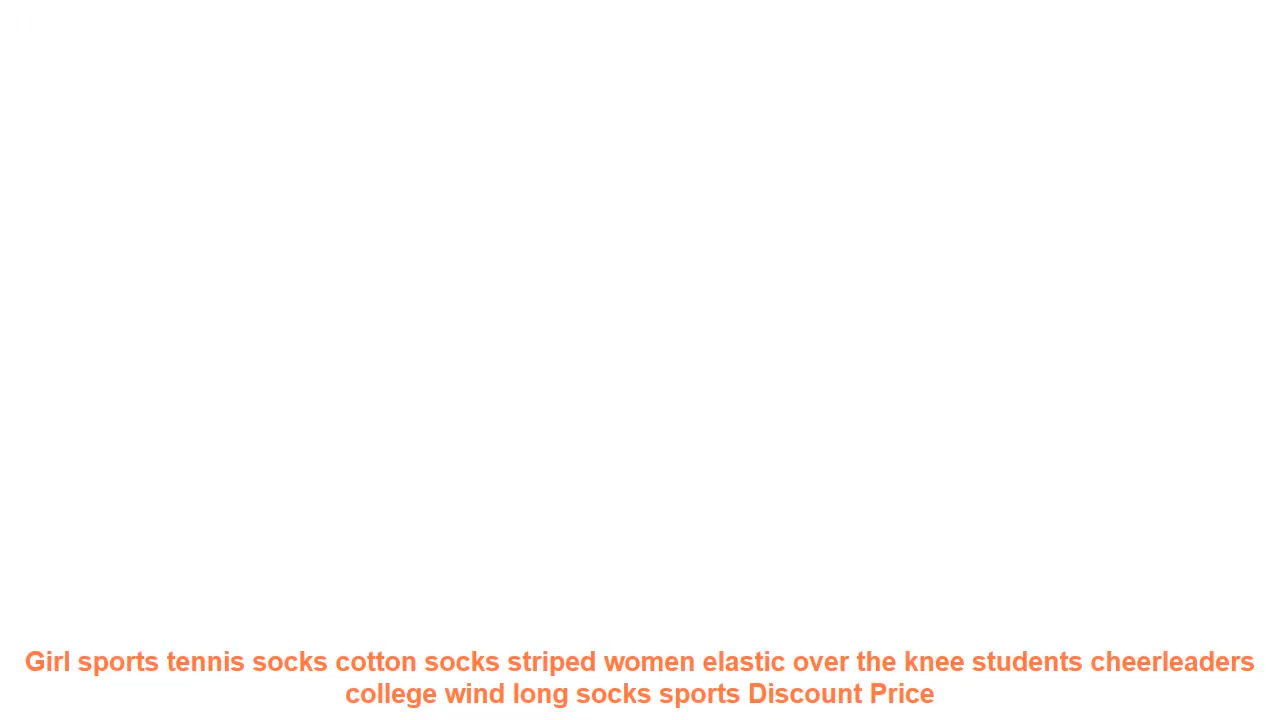 Girl sports tennis socks cotton socks striped women elastic over the knee students cheerleaders
college wind long socks sports Discount Price